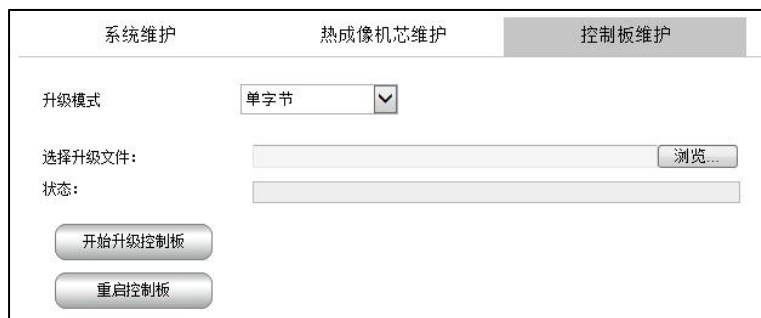 系统维护 热成像机芯维护 控制板维护
升级模式 单字节
选择升级文件： 浏览...
状态：
开始升级控制板
重启控制板